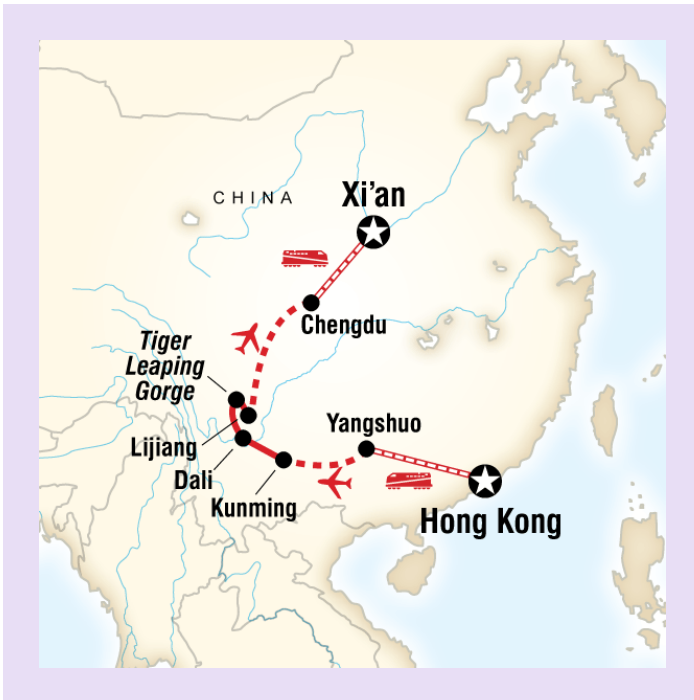 CHINA
Xi’an
Chengdu
Tiger
Leaping
Gorge
Lijiang
Dali
Kunming
Yangshuo
Hong Kong